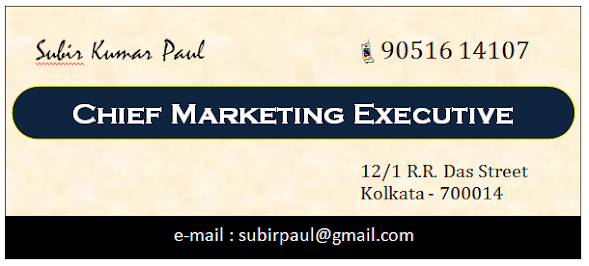 Subir Kumar Paul
90516 14107
Chief Marketing Executive
12/1 R.R. Das Street
Kolkata - 700014
e-mail : subirpaul@gmail.com